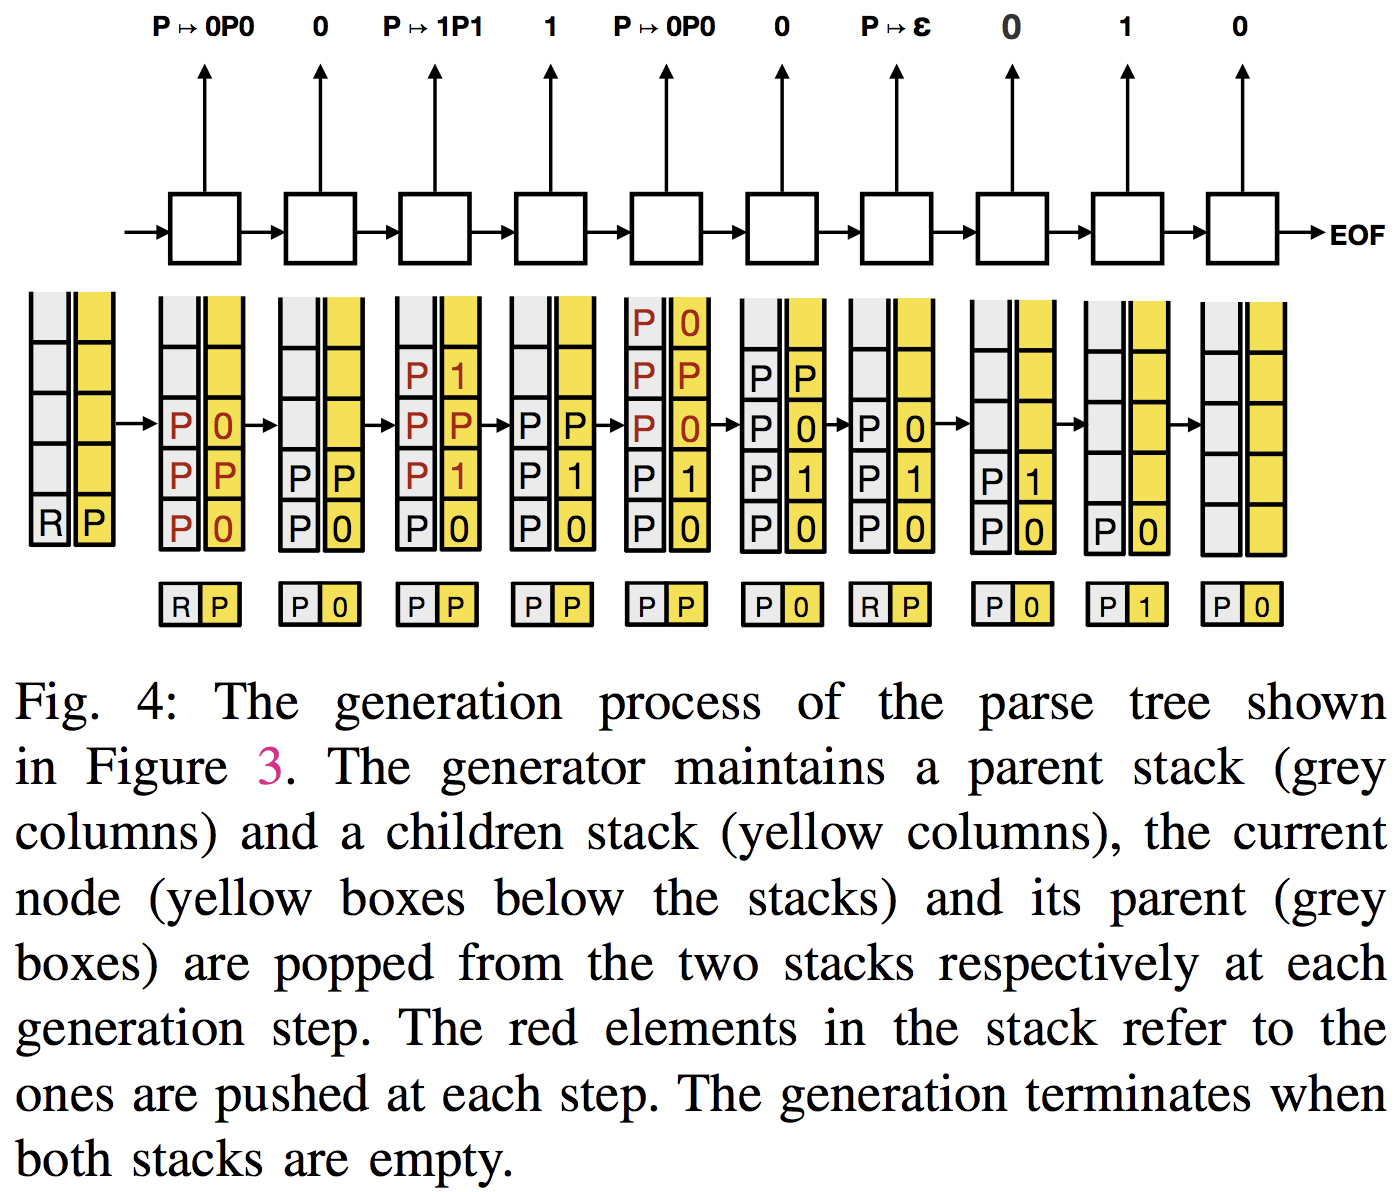 P ↦ 0P0 0 P ↦ 1P1 1 P ↦ 0P0 0 P ↦ ε 0 1 0
EOF
P 0
P 1 P P P P
P 0 P P P P P 0 P 0 P 0
P P P P P 1 P 1 P 1 P 1 P 1 P 1
R P P 0 P 0 P 0 P 0 P 0 P 0 P 0 P 0 P 0
R P P 0 P P P P P P P 0 R P P 0 P 1 P 0
Fig. 4: The generation process of the parse tree shown
in Figure 3. The generator maintains a parent stack (grey
columns) and a children stack (yellow columns), the current
node (yellow boxes below the stacks) and its parent (grey
boxes) are popped from the two stacks respectively at each
generation step. The red elements in the stack refer to the
ones are pushed at each step. The generation terminates when
both stacks are empty.